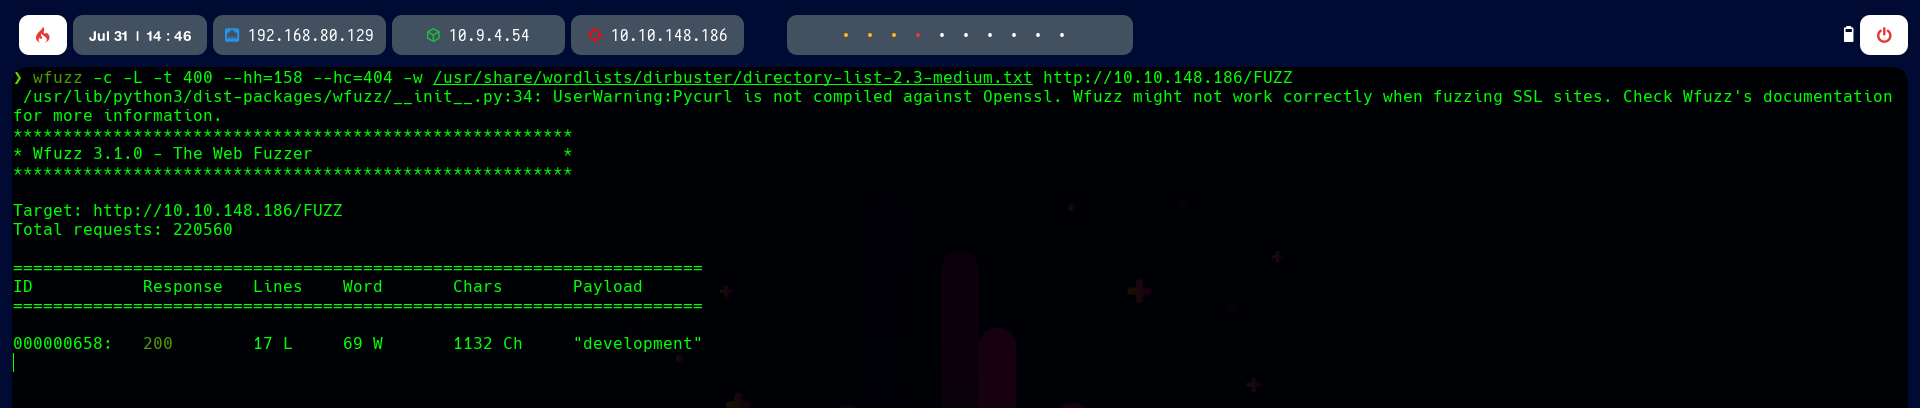 Jul 31 | 14 : 46 192.168.80.129 10.9.4.54 10.10.148.186
❯ wfuzz -c -L -t 400 --hh=158 --hc=404 -w /usr/share/wordlists/dirbuster/directory-list-2.3-medium.txt http://10.10.148.186/FUZZ
/usr/lib/python3/dist-packages/wfuzz/__init__.py:34: UserWarning:Pycurl is not compiled against Openssl. Wfuzz might not work correctly when fuzzing SSL sites. Check Wfuzz's documentation
for more information.
********************************************************
* Wfuzz 3.1.0 - The Web Fuzzer                         *
********************************************************
Target: http://10.10.148.186/FUZZ
Total requests: 220560
=====================================================================
ID           Response   Lines    Word       Chars       Payload
=====================================================================
000000658:   200        17 L     69 W       1132 Ch     "development"